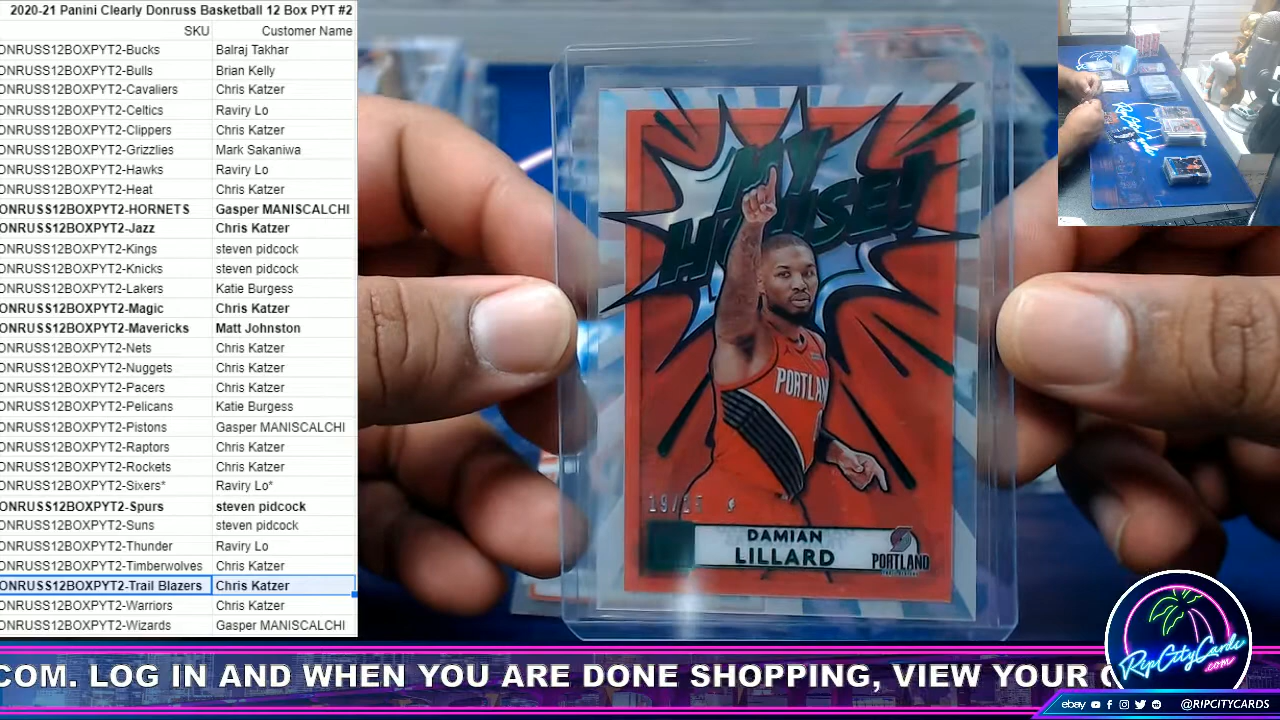 2020-21 Panini Clearly Donruss Basketball 12 Box PYT #2
SKU Customer Name
ONRUSS12BOXPYT2-Bucks Balraj Takhar
ONRUSS12BOXPYT2-Bulls Brian Kelly
ONRUSS12BOXPYT2-Cavaliers Chris Katzer
ONRUSS12BOXPYT2-Celtics Raviry Lo
ONRUSS12BOXPYT2-Clippers Chris Katzer
ONRUSS12BOXPYT2-Grizzlies Mark Sakaniwa
ONRUSS12BOXPYT2-Hawks Raviry Lo
ONRUSS12BOXPYT2-Heat Chris Katzer
ONRUSS12BOXPYT2-HORNETS Gasper MANISCALCHI
ONRUSS12BOXPYT2-Jazz Chris Katzer
ONRUSS12BOXPYT2-Kings steven pidcock
ONRUSS12BOXPYT2-Knicks steven pidcock
ONRUSS12BOXPYT2-Lakers Katie Burgess
ONRUSS12BOXPYT2-Magic Chris Katzer
ONRUSS12BOXPYT2-Mavericks Matt Johnston
ONRUSS12BOXPYT2-Nets Chris Katzer
ONRUSS12BOXPYT2-Nuggets Chris Katzer
ONRUSS12BOXPYT2-Pacers Chris Katzer
ONRUSS12BOXPYT2-Pelicans Katie Burgess
ONRUSS12BOXPYT2-Pistons Gasper MANISCALCHI
ONRUSS12BOXPYT2-Raptors Chris Katzer
ONRUSS12BOXPYT2-Rockets Chris Katzer
ONRUSS12BOXPYT2-Sixers* Raviry Lo*
ONRUSS12BOXPYT2-Spurs steven pidcock
ONRUSS12BOXPYT2-Suns steven pidcock
ONRUSS12BOXPYT2-Thunder Raviry Lo
ONRUSS12BOXPYT2-Timberwolves Chris Katzer
ONRUSS12BOXPYT2-Trail Blazers Chris Katzer
ONRUSS12BOXPYT2-Warriors Chris Katzer
ONRUSS12BOXPYT2-Wizards Gasper MANISCALCHI
MY
HOUSE!
PORTLAN
DAMIAN
LILLARD
PORTLAND
COM. LOG IN AND WHEN YOU ARE DONE SHOPPING, VIEW YOUR
RipCityCards
.com
ebay @RIPCITYCARDS